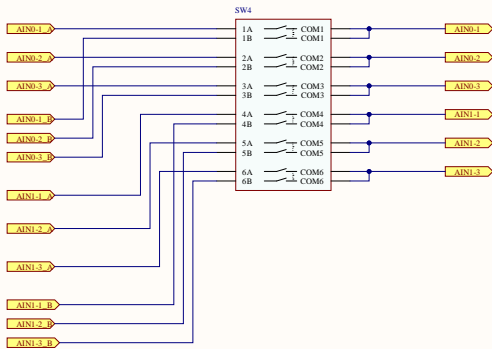 SW4
AIN0-1_A 1A COM1 AIN0-1
1B COM1
AIN0-2_A 2A COM2 AIN0-2
2B COM2
AIN0-3_A 3A COM3 AIN0-3
3B COM3
AIN0-1_B 4A COM4 AIN1-1
4B COM4
AIN0-2_B
5A COM5 AIN1-2
AIN0-3_B 5B COM5
6A COM6 AIN1-3
6B COM6
AIN1-1_A
AIN1-2_A
AIN1-3_A
AIN1-1_B
AIN1-2_B
AIN1-3_B